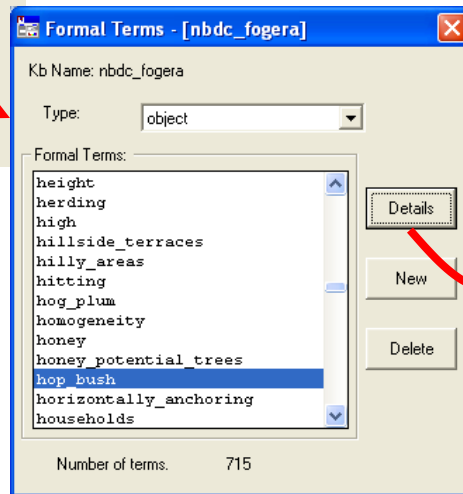 Formal Terms - [nbdc_fogera]
Kb Name: nbdc_fogera
Type: object
Formal Terms:
height
herding
high
hillside_terraces
hilly_areas
hitting
hog_plum
homogeneity
honey
honey_potential_trees
hop_bush
horizontally_anchoring
households
Details
New
Delete
Number of terms. 715